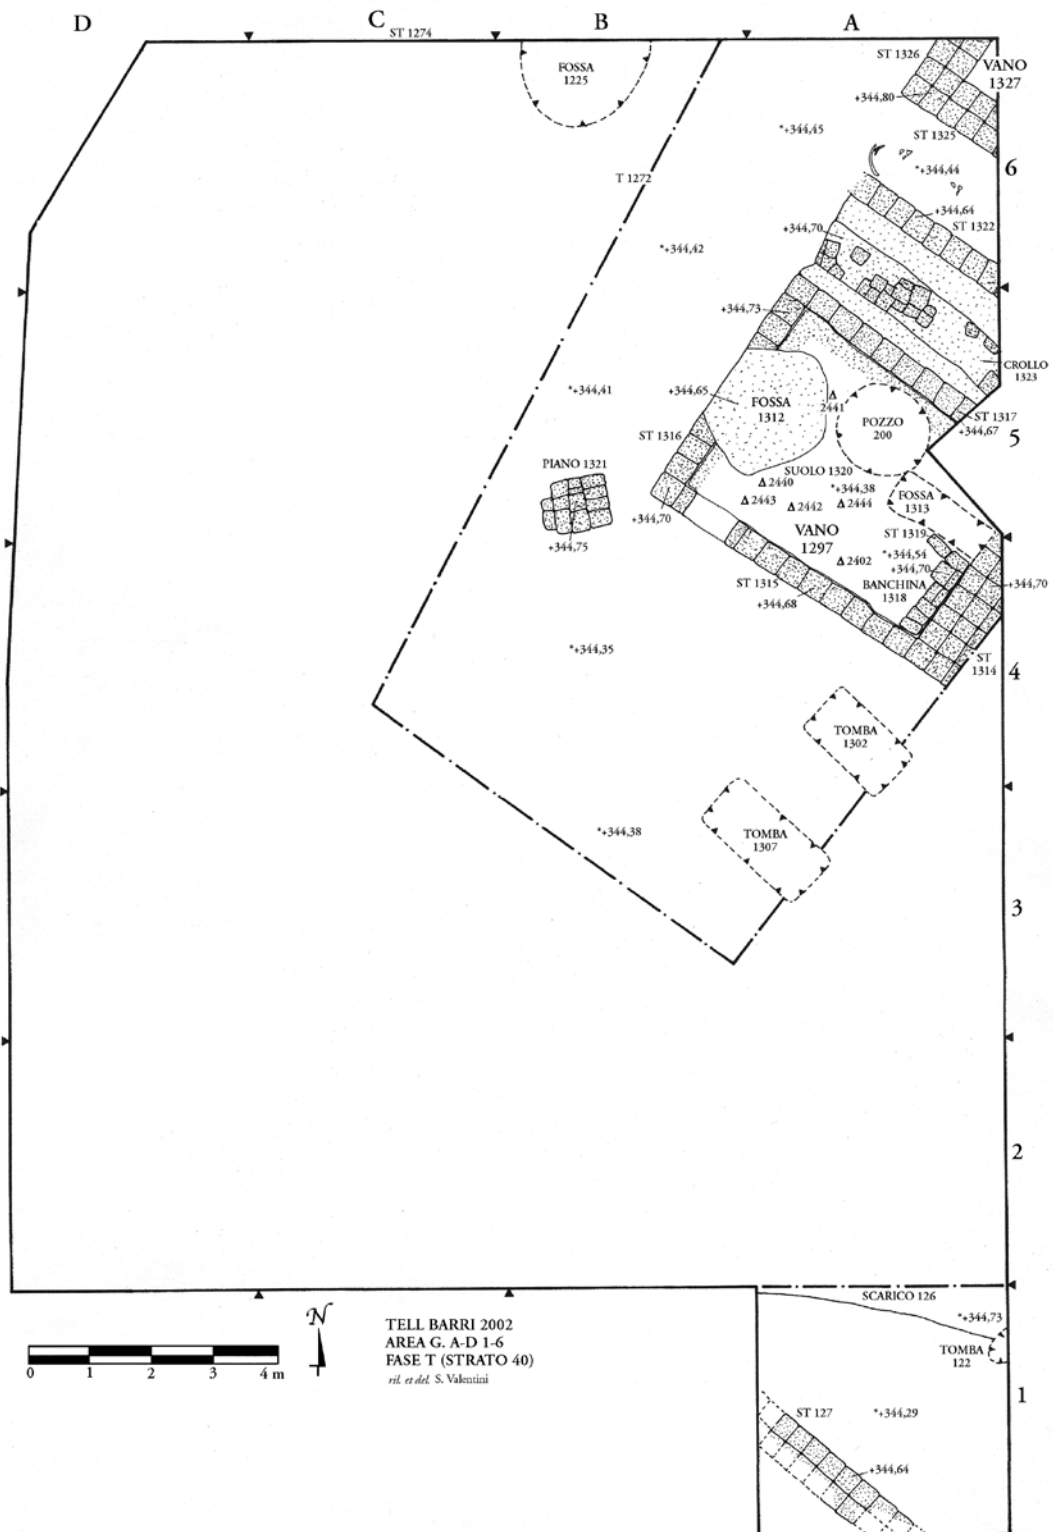 D
C
B
A
ST 1274
FOSSA
1225
ST 1326
VANO
1327
+344,80
*+344,45
ST 1325
6
*+344,44
T 1272
+344,64
ST 1322
+344,70
*+344,42
+344,73
CROLLO
1323
*+344,41
+344,65
FOSSA
1312
2441
POZZO
200
ST 1317
+344,67
5
ST 1316
PIANO 1321
SUOLO 1320
2440
*+344,38
2443
2442
2444
FOSSA
1313
+344,70
VANO
1297
ST 1319
+344,75
*+344,54
2402
+344,70
ST 1315
BANCHINA
1318
+344,70
+344,68
*+344,35
ST
1314
4
TOMBA
1302
*+344,38
TOMBA
1307
3
2
SCARICO 126
*+344,73
N
TELL BARRI 2002
AREA G. A-D 1-6
FASE T (STRATO 40)
ril. et del. S. Valentini
0 1 2 3 4 m
TOMBA
122
1
ST 127
*+344,29
+344,64